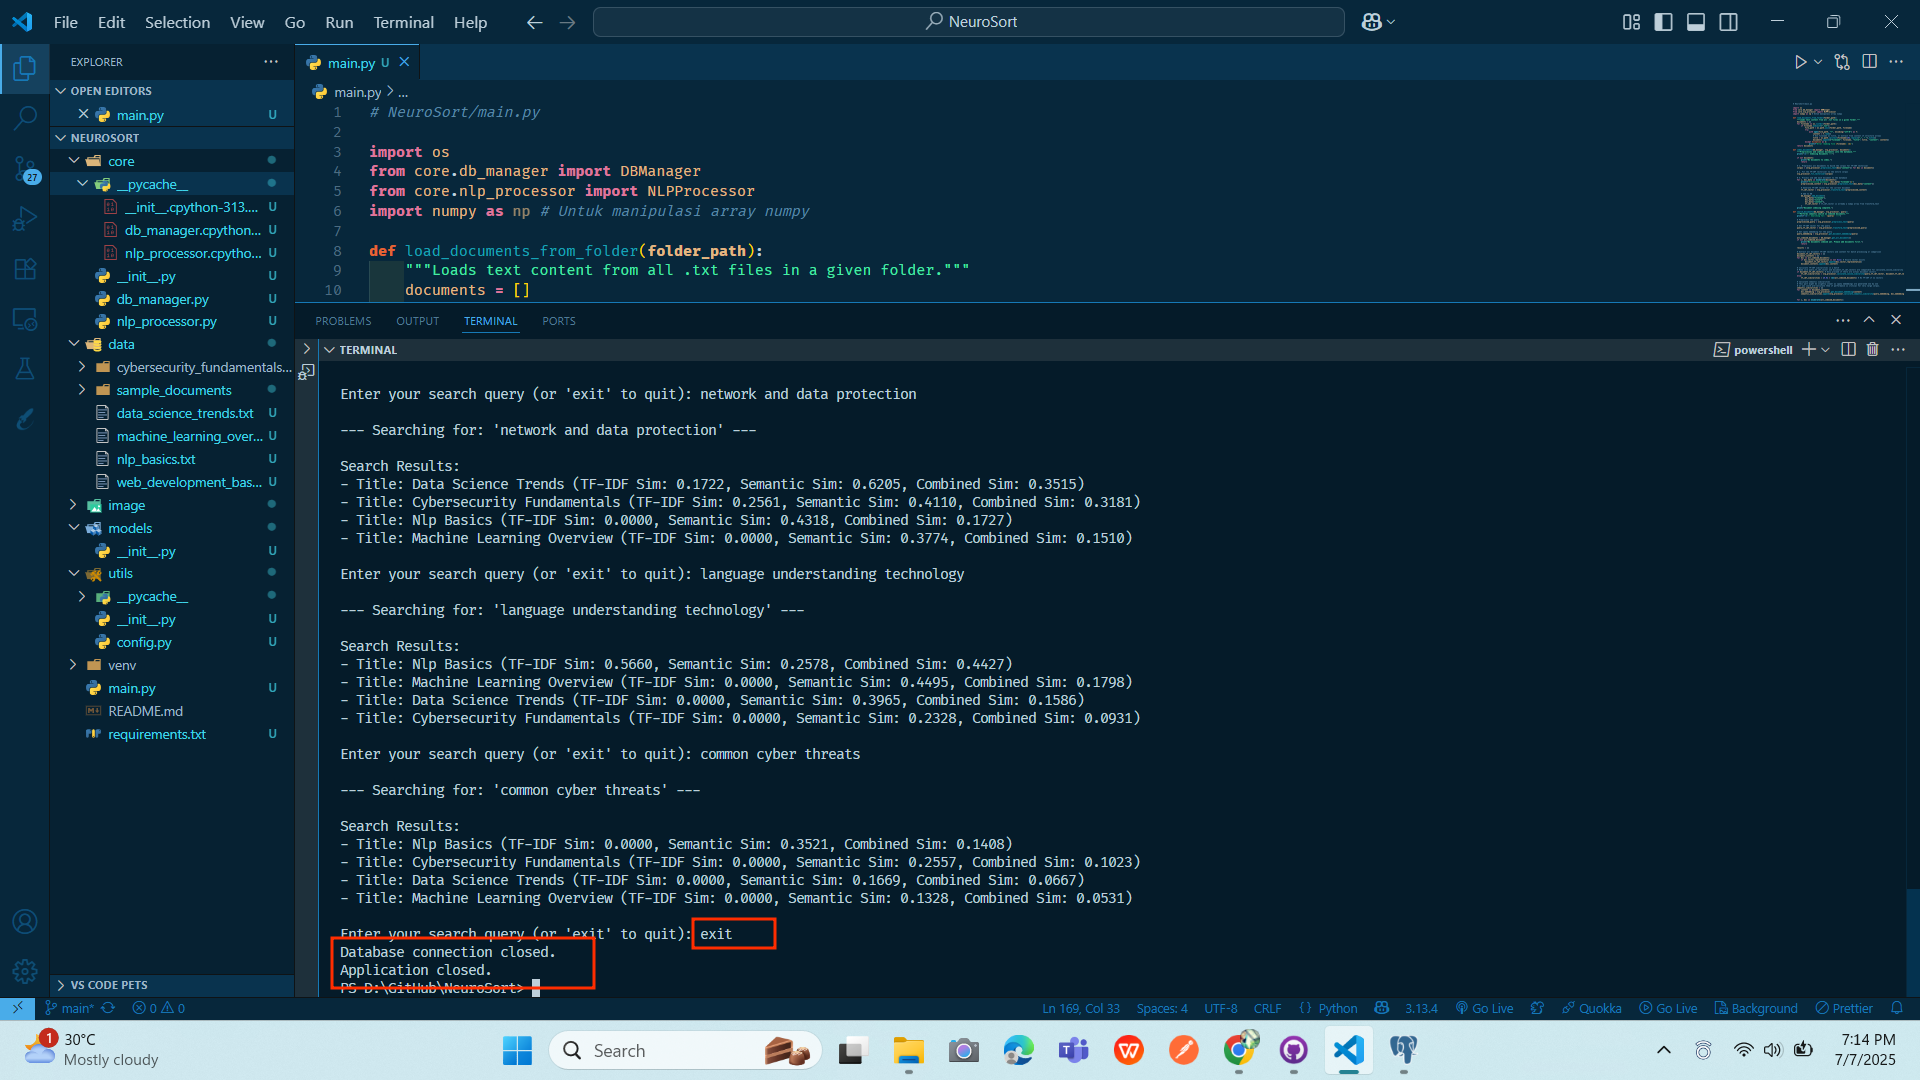 File Edit Selection View Go Run Terminal Help
NeuroSort
EXPLORER
OPEN EDITORS
main.py U
NEUROSORT
core
__pycache__
__init__.cpython-313.... U
db_manager.cpython... U
nlp_processor.cpytho... U
__init__.py U
db_manager.py U
nlp_processor.py U
data
cybersecurity_fundamentals...
sample_documents
data_science_trends.txt U
machine_learning_over... U
nlp_basics.txt U
web_development_bas... U
image
models
__init__.py U
utils
__pycache__
__init__.py U
config.py U
venv
main.py U
README.md
requirements.txt U
VS CODE PETS
27
main.py U
main.py > ...
1 # NeuroSort/main.py
2
3 import os
4 from core.db_manager import DBManager
5 from core.nlp_processor import NLPProcessor
6 import numpy as np # Untuk manipulasi array numpy
7
8 def load_documents_from_folder(folder_path):
9 """Loads text content from all .txt files in a given folder."""
10 documents = []
PROBLEMS OUTPUT TERMINAL PORTS
TERMINAL
powershell
Enter your search query (or 'exit' to quit): network and data protection
--- Searching for: 'network and data protection' ---
Search Results:
- Title: Data Science Trends (TF-IDF Sim: 0.1722, Semantic Sim: 0.6205, Combined Sim: 0.3515)
- Title: Cybersecurity Fundamentals (TF-IDF Sim: 0.2561, Semantic Sim: 0.4110, Combined Sim: 0.3181)
- Title: Nlp Basics (TF-IDF Sim: 0.0000, Semantic Sim: 0.4318, Combined Sim: 0.1727)
- Title: Machine Learning Overview (TF-IDF Sim: 0.0000, Semantic Sim: 0.3774, Combined Sim: 0.1510)
Enter your search query (or 'exit' to quit): language understanding technology
--- Searching for: 'language understanding technology' ---
Search Results:
- Title: Nlp Basics (TF-IDF Sim: 0.5660, Semantic Sim: 0.2578, Combined Sim: 0.4427)
- Title: Machine Learning Overview (TF-IDF Sim: 0.0000, Semantic Sim: 0.4495, Combined Sim: 0.1798)
- Title: Data Science Trends (TF-IDF Sim: 0.0000, Semantic Sim: 0.3965, Combined Sim: 0.1586)
- Title: Cybersecurity Fundamentals (TF-IDF Sim: 0.0000, Semantic Sim: 0.2328, Combined Sim: 0.0931)
Enter your search query (or 'exit' to quit): common cyber threats
--- Searching for: 'common cyber threats' ---
Search Results:
- Title: Nlp Basics (TF-IDF Sim: 0.0000, Semantic Sim: 0.3521, Combined Sim: 0.1408)
- Title: Cybersecurity Fundamentals (TF-IDF Sim: 0.0000, Semantic Sim: 0.2557, Combined Sim: 0.1023)
- Title: Data Science Trends (TF-IDF Sim: 0.0000, Semantic Sim: 0.1669, Combined Sim: 0.0667)
- Title: Machine Learning Overview (TF-IDF Sim: 0.0000, Semantic Sim: 0.1328, Combined Sim: 0.0531)
Enter your search query (or 'exit' to quit): exit
Database connection closed.
Application closed.
PS D:\GitHub\NeuroSort>
main* 0 0 Ln 169, Col 33 Spaces: 4 UTF-8 CRLF {} Python 3.13.4 Go Live Quokka Go Live Background Prettier
1
30°C
Mostly cloudy
Search
7:14 PM
7/7/2025